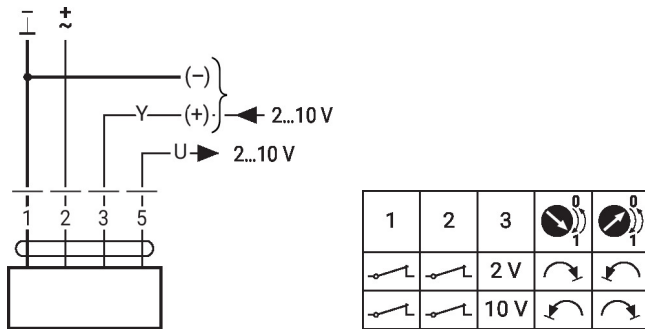 − +
⊥ ~
(−)
Y (+) 2...10 V
U 2...10 V
1 2 3 5
1 2 3 0 1 0 1
2 V
10 V